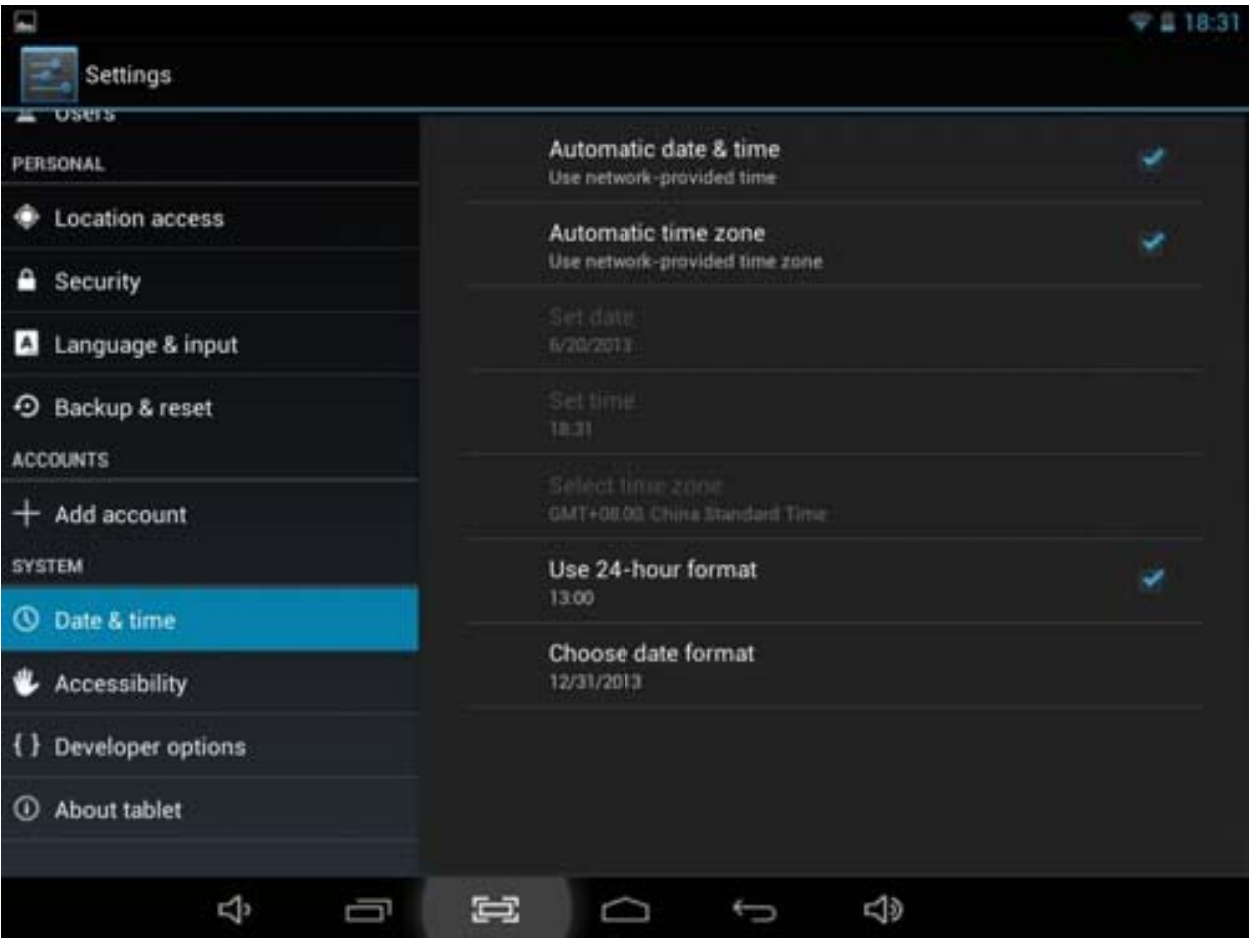 18:31
Settings
Users
PERSONAL
Location access
Security
Language & input
Backup & reset
ACCOUNTS
Add account
SYSTEM
Date & time
Accessibility
{ } Developer options
About tablet
Automatic date & time
Use network-provided time
Automatic time zone
Use network-provided time zone
Set date
6/20/2013
Set time
18:31
Select time zone
GMT+08:00, China Standard Time
Use 24-hour format
13:00
Choose date format
12/31/2013